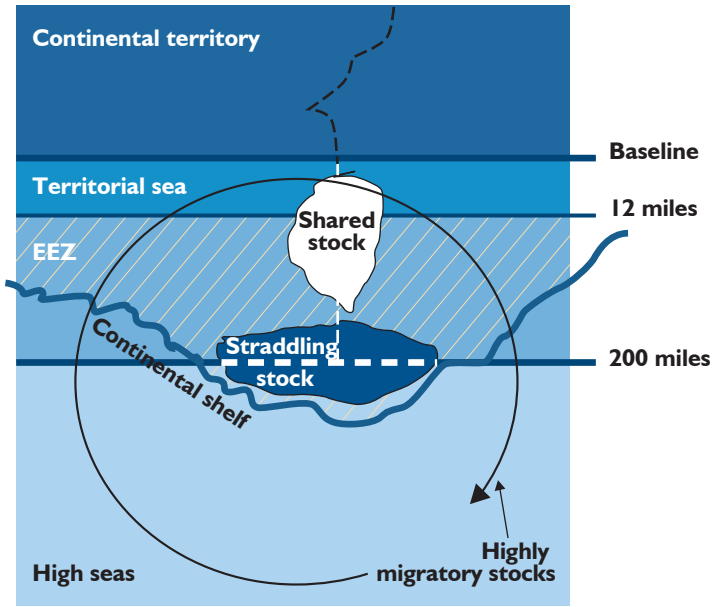 Continental territory
Baseline
Territorial sea
12 miles
Shared
stock
EEZ
Continental shelf
Straddling
stock
200 miles
Highly
migratory stocks
High seas